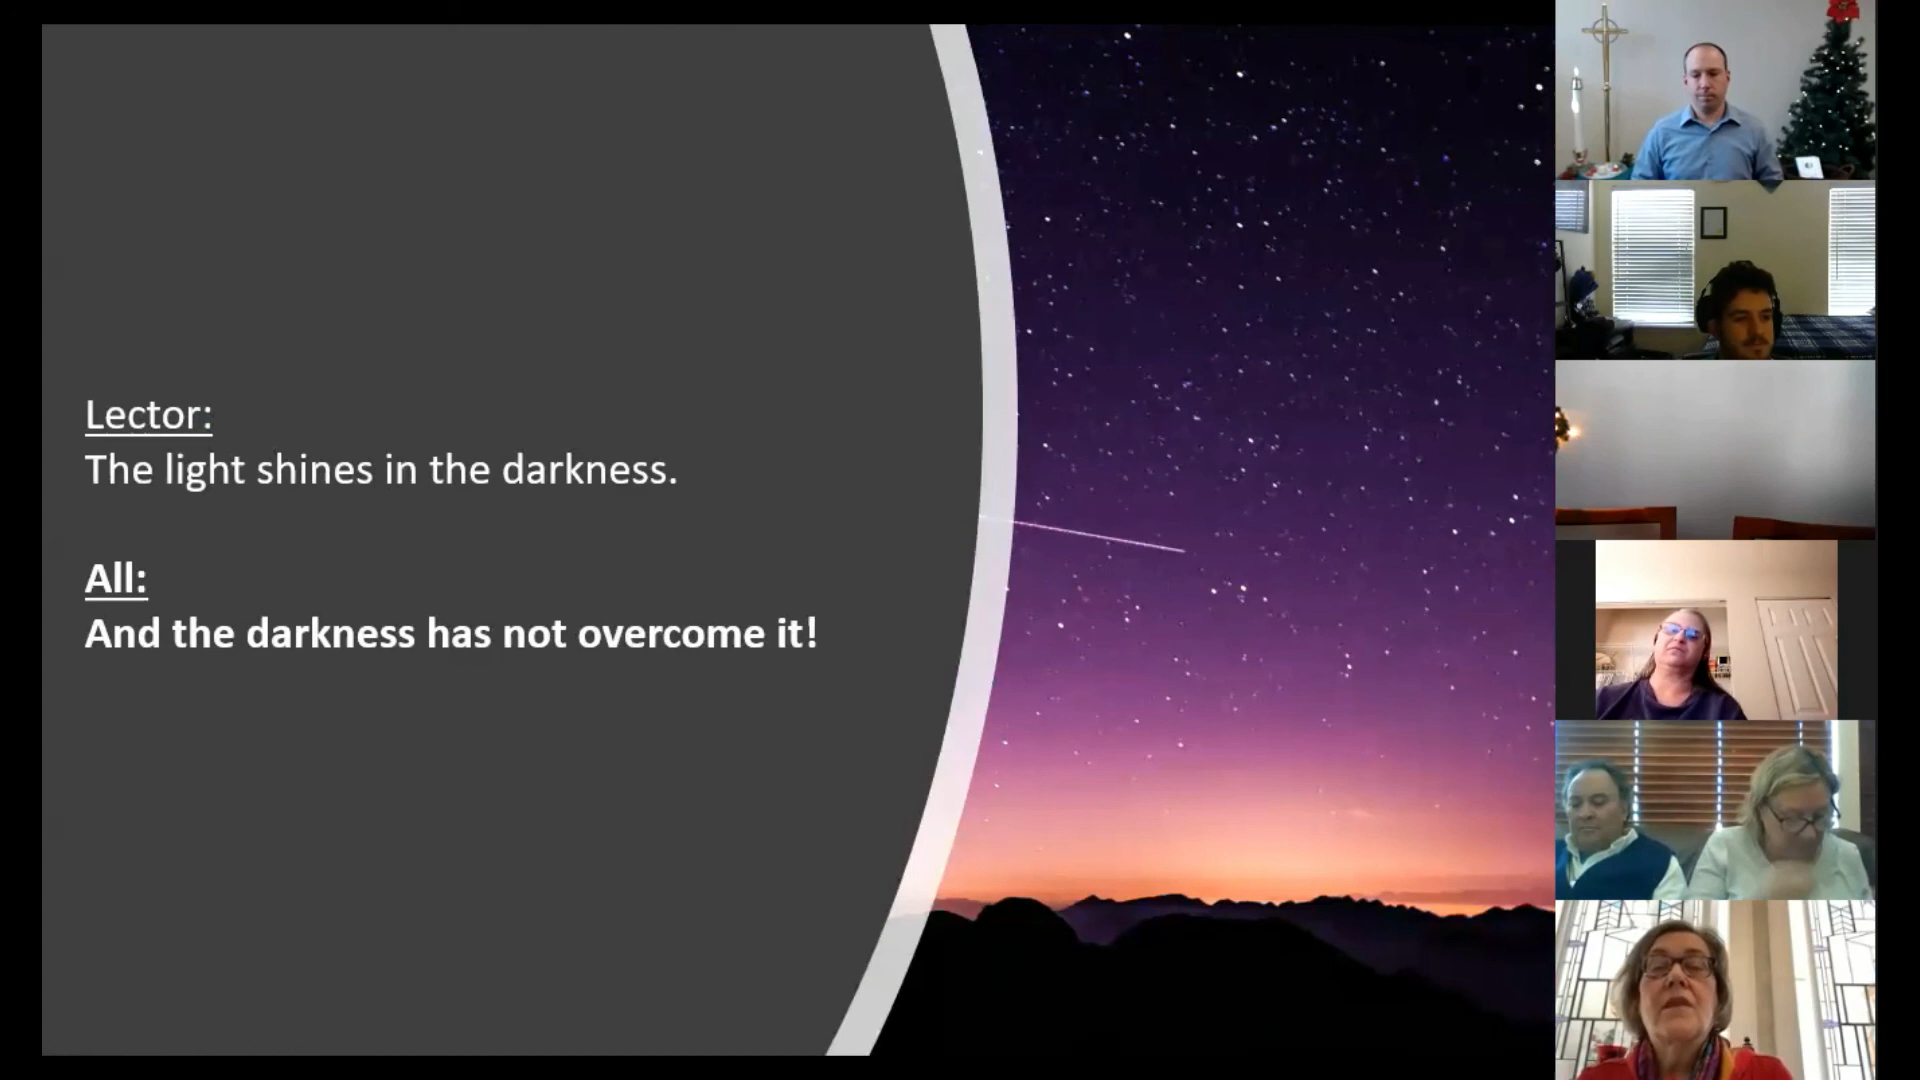 Lector:
The light shines in the darkness.
All:
And the darkness has not overcome it!